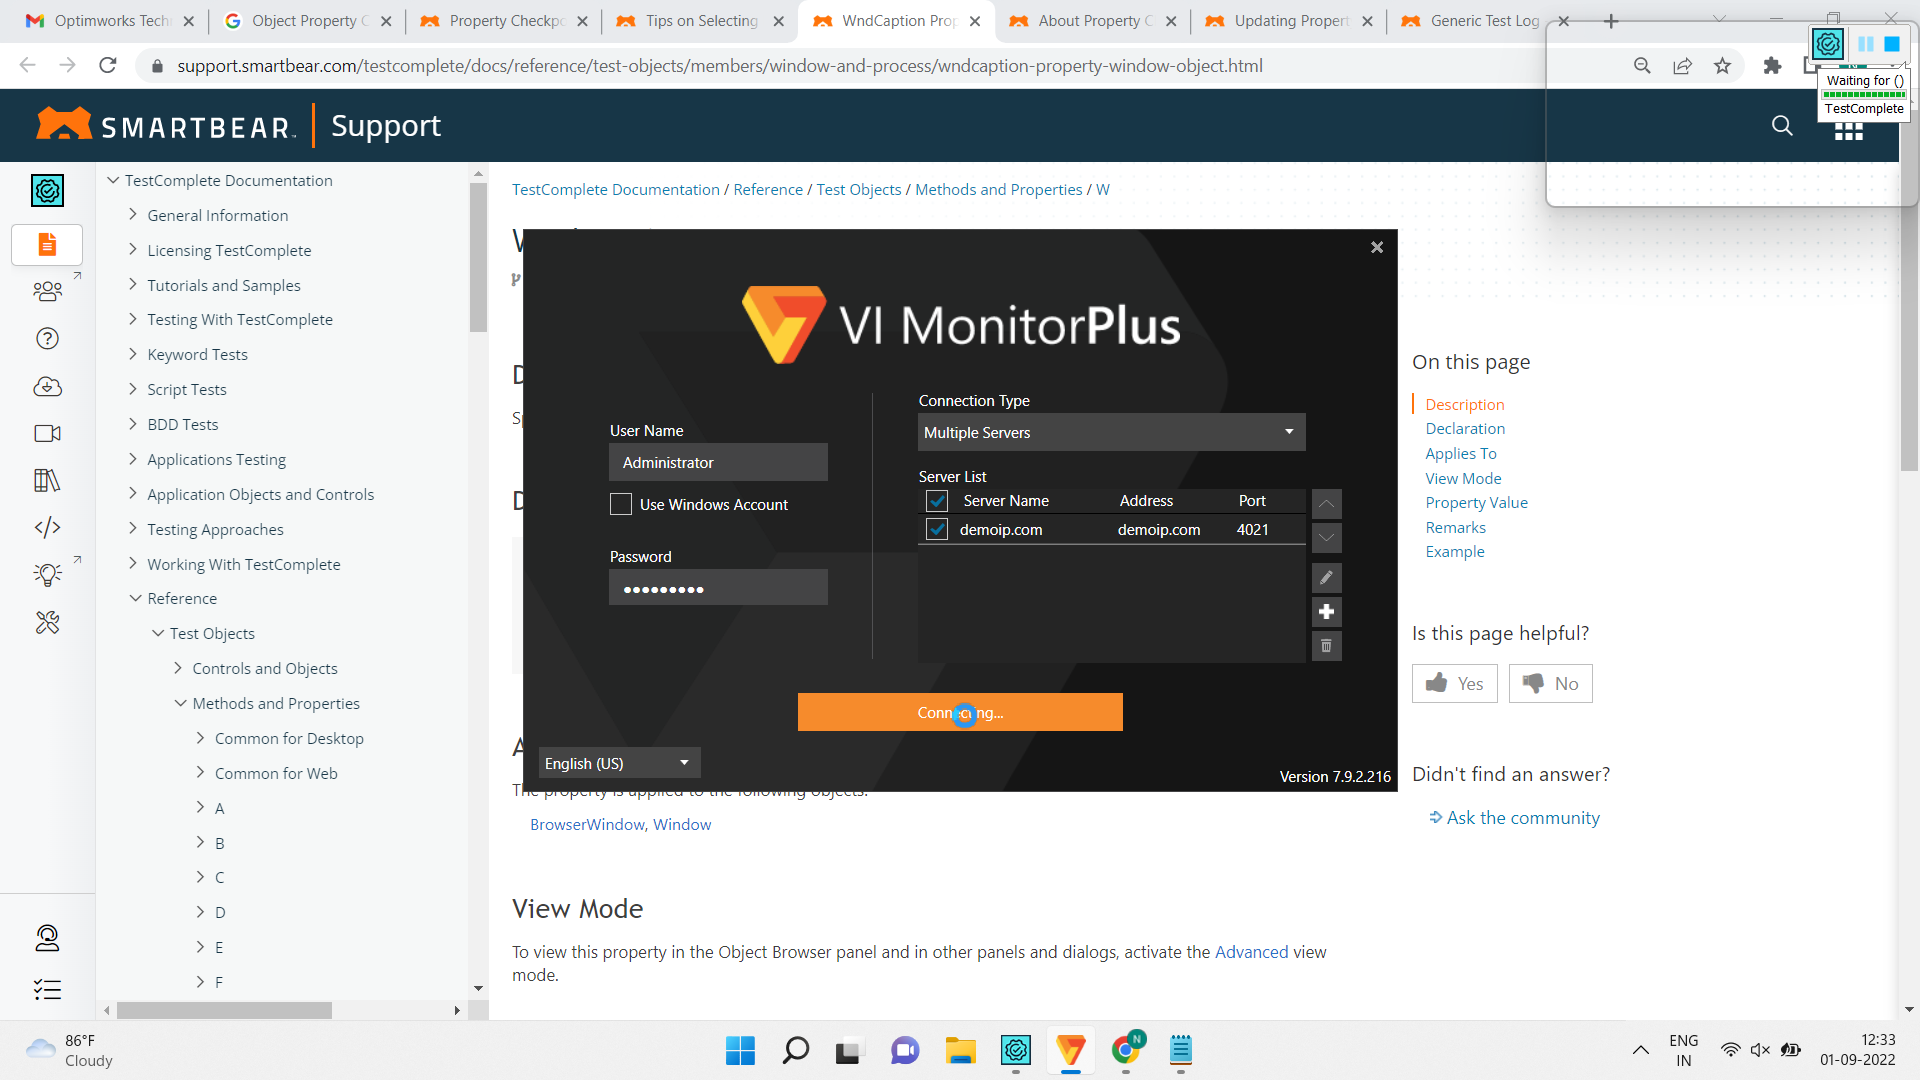 Optimworks Tech
Object Property C
Property Checkpo
Tips on Selecting
WndCaption Prop
About Property C
Updating Propert
Generic Test Log
support.smartbear.com/testcomplete/docs/reference/test-objects/members/window-and-process/wndcaption-property-window-object.html
Waiting for ()
TestComplete
SMARTBEAR
Support
TestComplete Documentation
General Information
Licensing TestComplete
Tutorials and Samples
Testing With TestComplete
Keyword Tests
Script Tests
BDD Tests
Applications Testing
Application Objects and Controls
Testing Approaches
Working With TestComplete
Reference
Test Objects
Controls and Objects
Methods and Properties
Common for Desktop
Common for Web
A
B
C
D
E
F
TestComplete Documentation / Reference / Test Objects / Methods and Properties / W
VI MonitorPlus
User Name
Administrator
Use Windows Account
Password
Connection Type
Multiple Servers
Server List
Server Name Address Port
demoip.com demoip.com 4021
Connecting...
English (US)
Version 7.9.2.216
The property is applied to the following objects:
BrowserWindow, Window
View Mode
To view this property in the Object Browser panel and in other panels and dialogs, activate the Advanced view
mode.
On this page
Description
Declaration
Applies To
View Mode
Property Value
Remarks
Example
Is this page helpful?
Yes
No
Didn't find an answer?
Ask the community
86°F
Cloudy
N
ENG
IN
12:33
01-09-2022